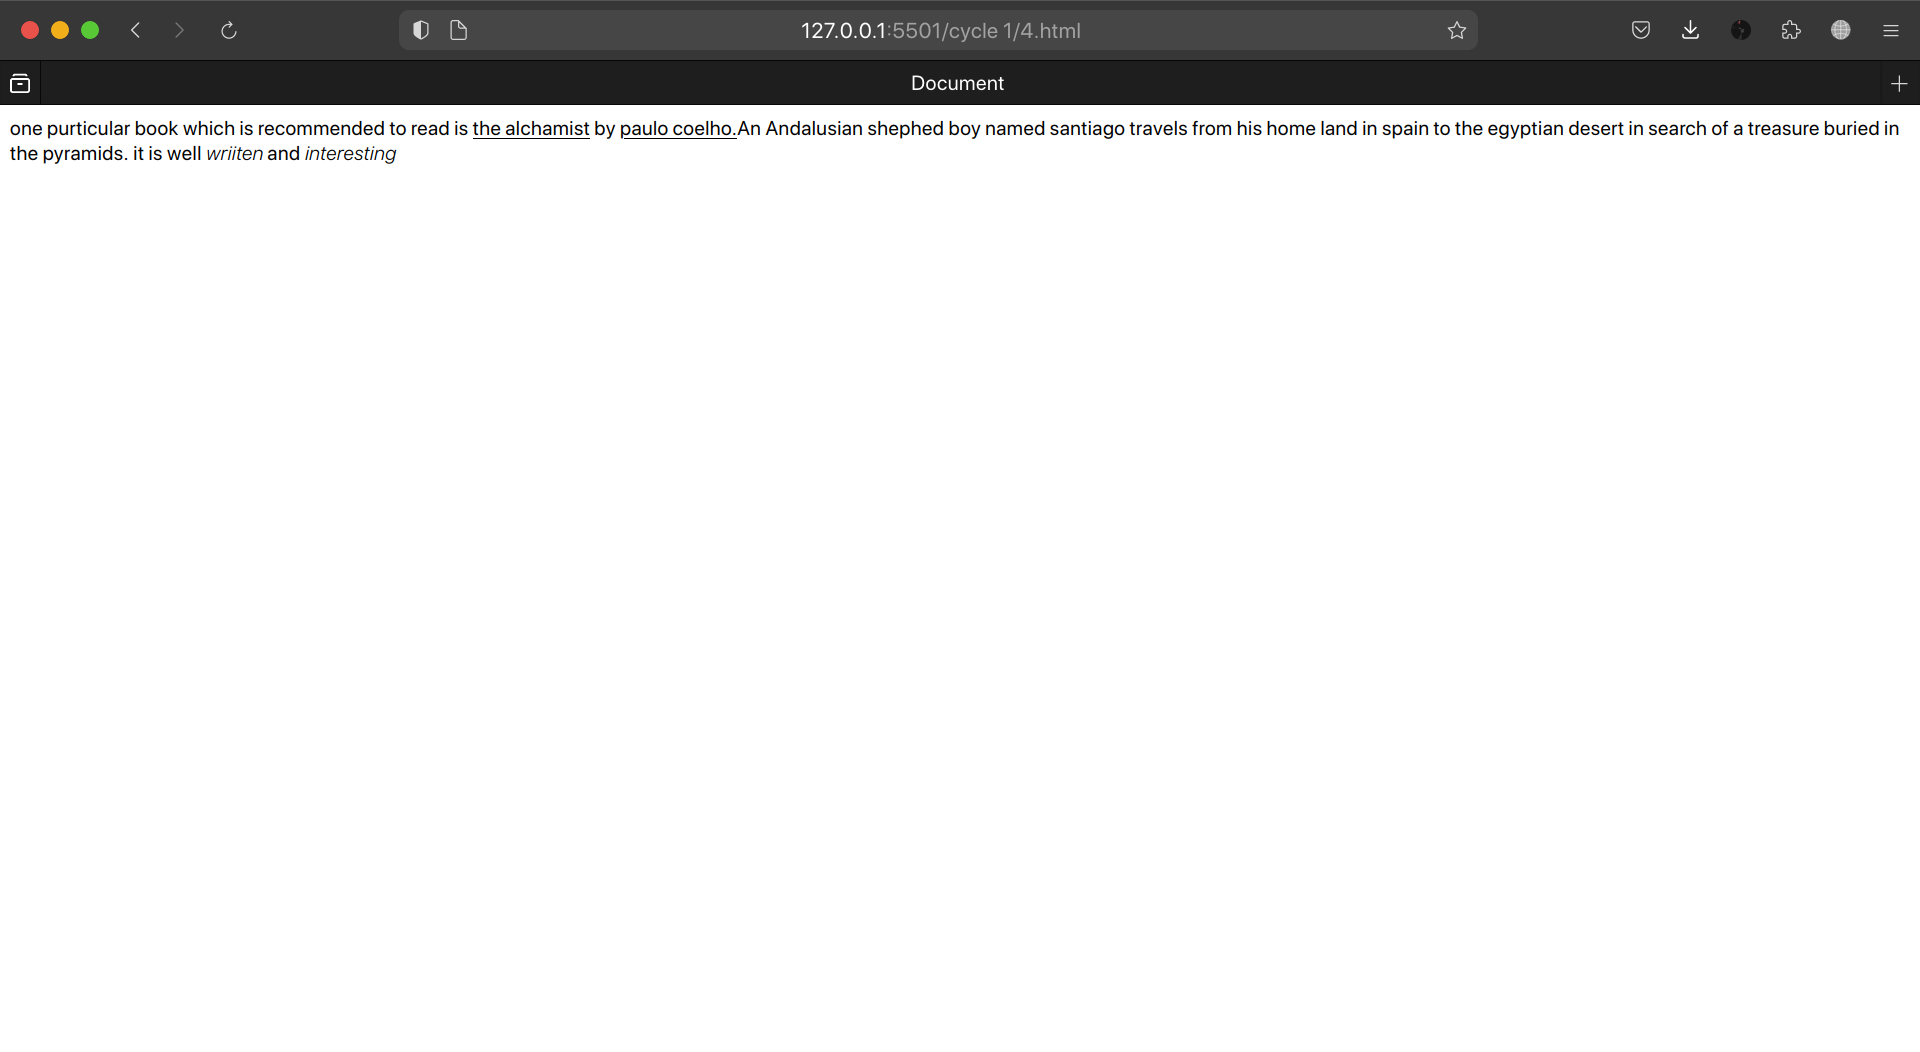 127.0.0.1:5501/cycle 1/4.html
Document
one purticular book which is recommended to read is the alchamist by paulo coelho.An Andalusian shephed boy named santiago travels from his home land in spain to the egyptian desert in search of a treasure buried in
the pyramids. it is well wriiten and interesting